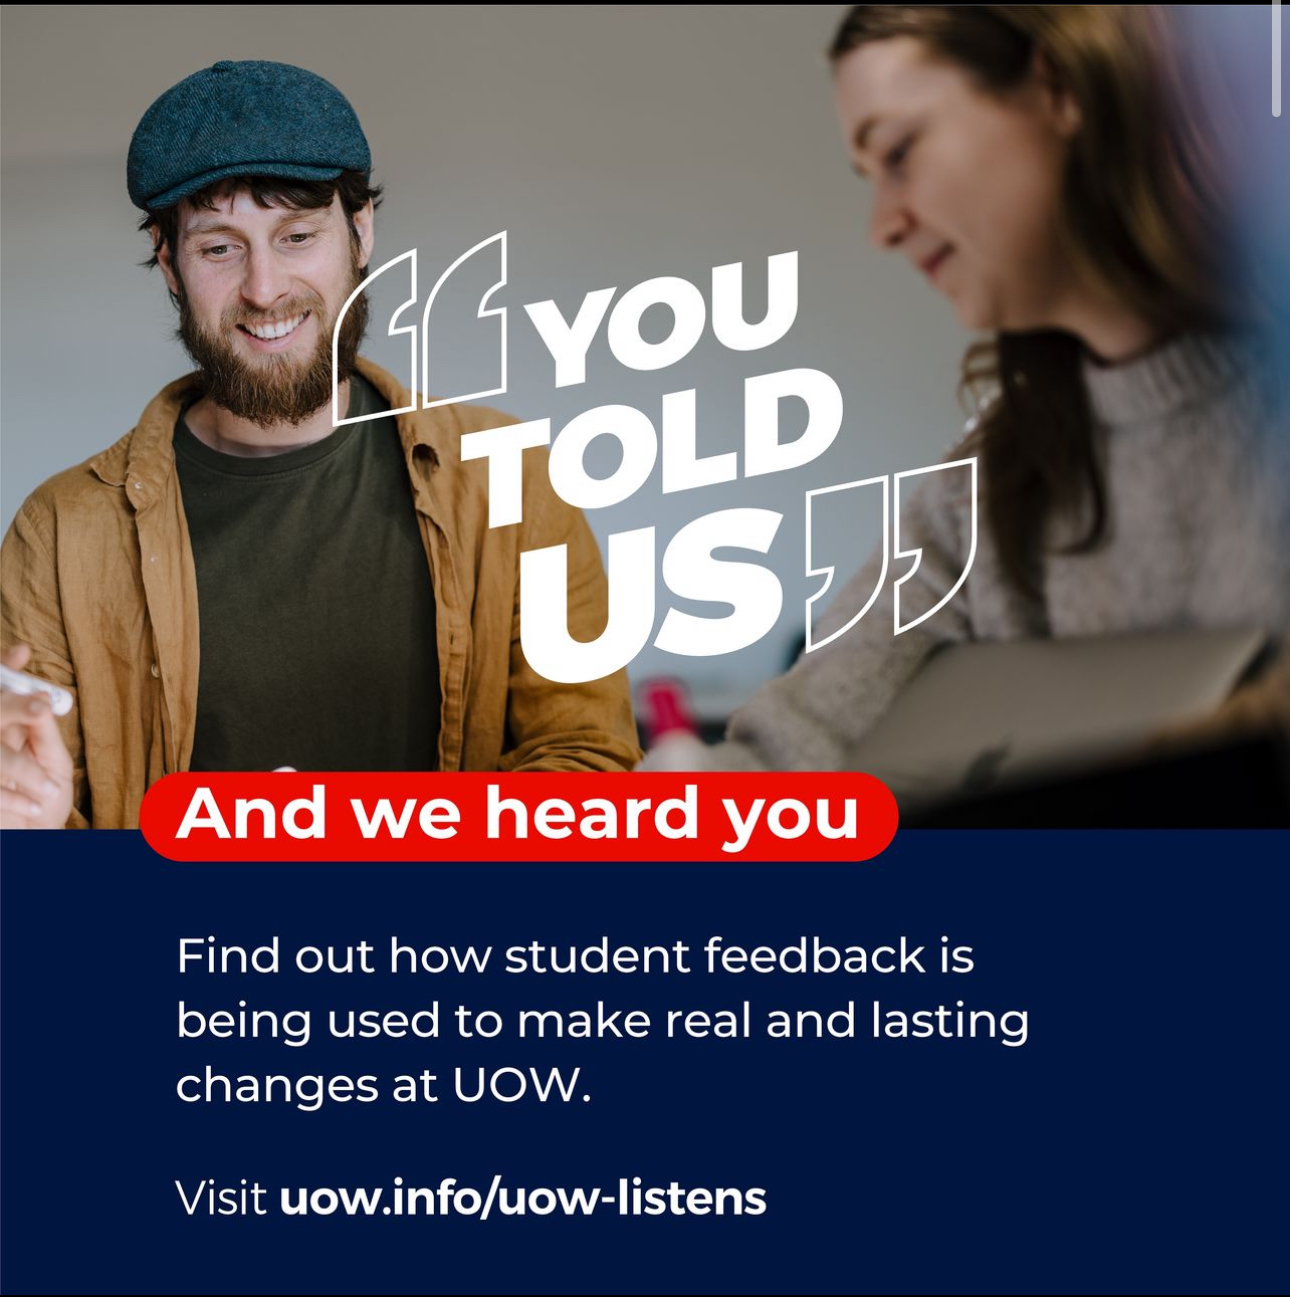 “YOU
TOLD
US”
And we heard you
Find out how student feedback is
being used to make real and lasting
changes at UOW.
Visit uow.info/uow-listens